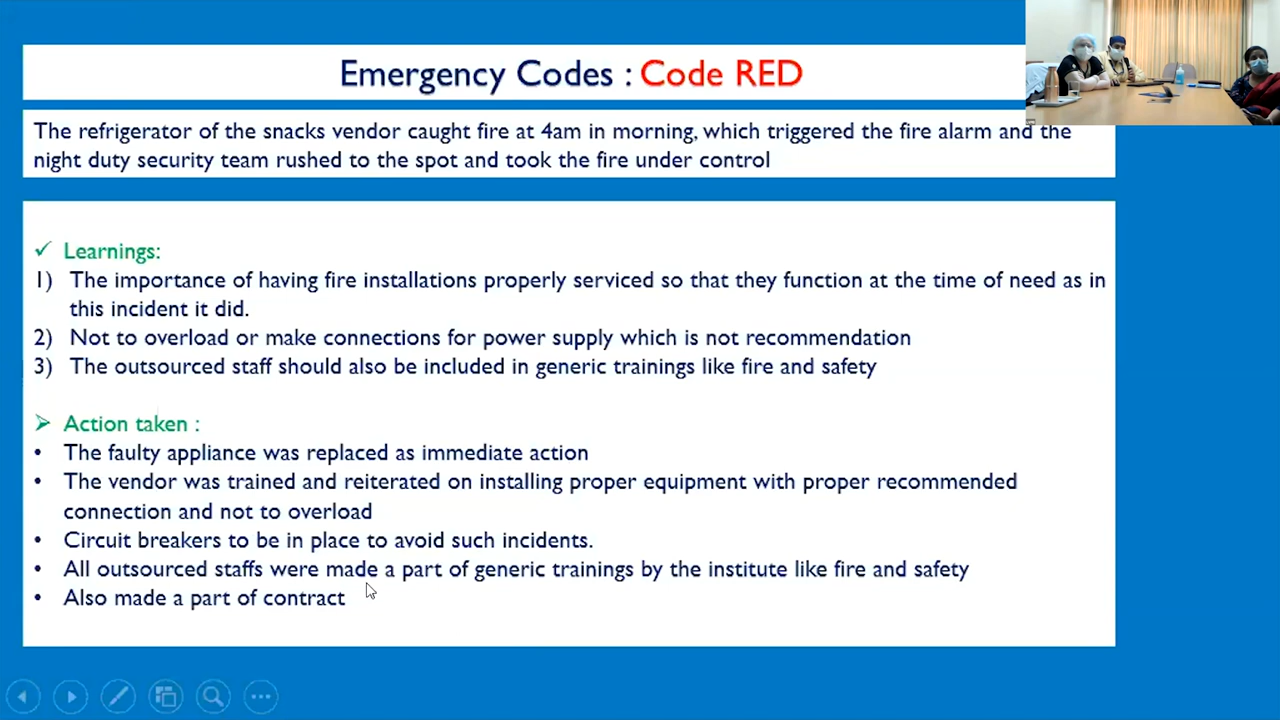 Emergency Codes : Code RED
The refrigerator of the snacks vendor caught fire at 4am in morning, which triggered the fire alarm and the
night duty security team rushed to the spot and took the fire under control
✓ Learnings:
1) The importance of having fire installations properly serviced so that they function at the time of need as in
this incident it did.
2) Not to overload or make connections for power supply which is not recommendation
3) The outsourced staff should also be included in generic trainings like fire and safety
➢ Action taken :
• The faulty appliance was replaced as immediate action
• The vendor was trained and reiterated on installing proper equipment with proper recommended
connection and not to overload
• Circuit breakers to be in place to avoid such incidents.
• All outsourced staffs were made a part of generic trainings by the institute like fire and safety
• Also made a part of contract